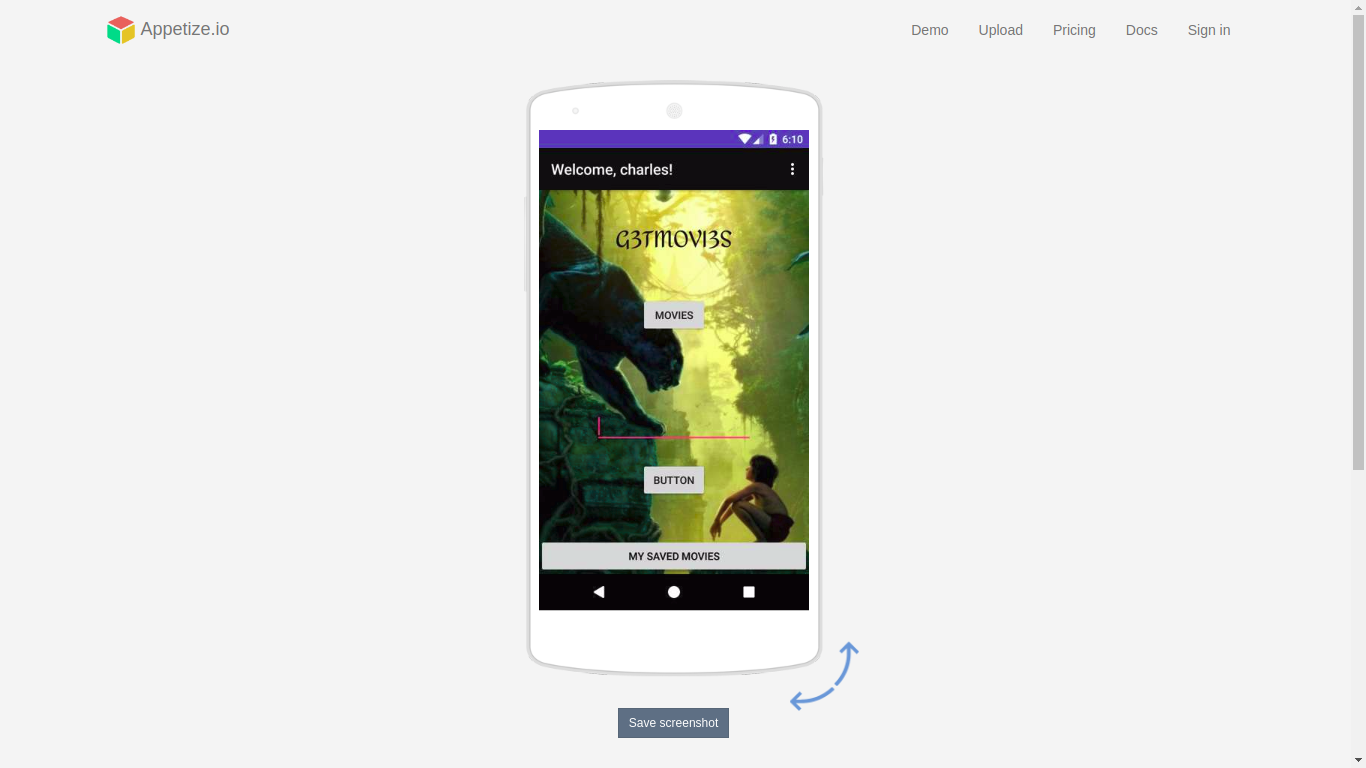 Appetize.io
Demo Upload Pricing Docs Sign in
6:10
Welcome, charles!
G3TMOVI3S
MOVIES
BUTTON
MY SAVED MOVIES
Save screenshot